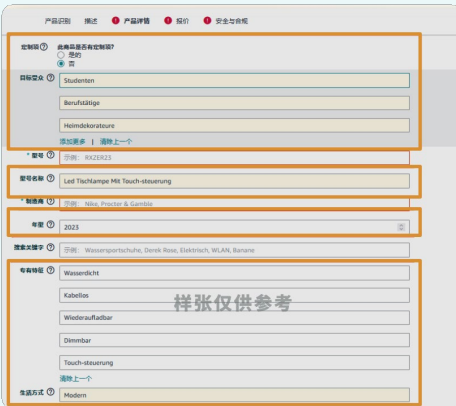 产品识别 描述 产品详情 报价 安全与合规
定制项 此商品是否有定制项?
是的
否
目标受众 Studenten
Berufstätige
Heimdekorateure
添加更多 | 清除上一个
* 型号 示例: RXZER23
型号名称 Led Tischlampe Mit Touch-steuerung
* 制造商 示例: Nike, Procter & Gamble
年型 2023
搜索关键字 示例: Wassersportschuhe, Derek Rose, Elektrisch, WLAN, Banane
专有特征 Wasserdicht
Kabellos
样张仅供参考
Wiederaufladbar
Dimmbar
Touch-steuerung
清除上一个
生活方式 Modern